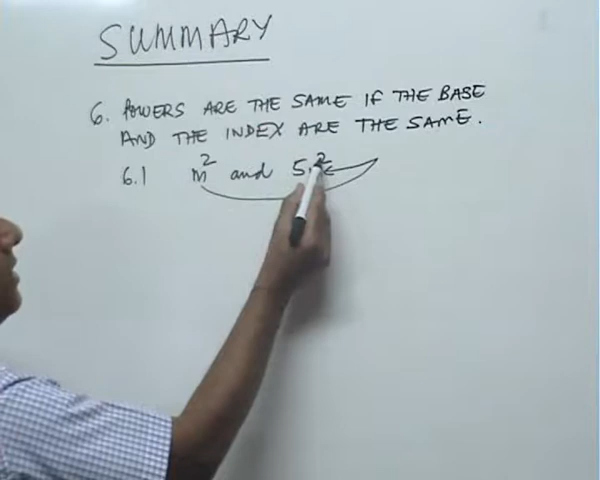 SUMMARY
6. POWERS ARE THE SAME IF THE BASE
AND THE INDEX ARE THE SAME.
6.1 m² and 5